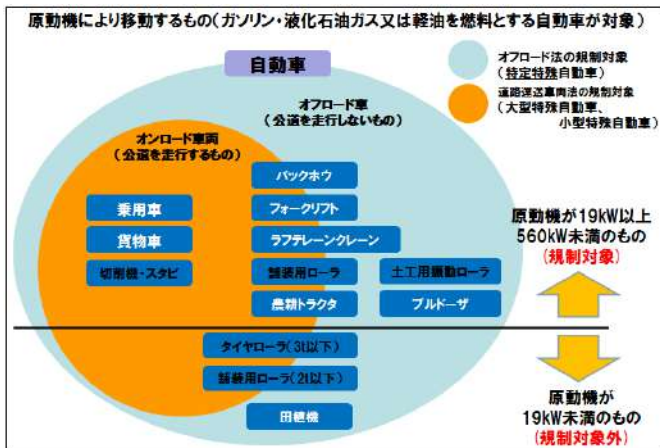 原動機により移動するもの(ガソリン・液化石油ガス又は軽油を燃料とする自動車が対象)
自動車
オフロード法の規制対象
(特定特殊自動車)
道路運送車両法の規制対象
(大型特殊自動車、
小型特殊自動車)
オフロード車
(公道を走行しないもの)
オンロード車両
(公道を走行するもの)
バックホウ
乗用車
フォークリフト
貨物車
ラフテレーンクレーン
切削機・スタビ
舗装用ローラ
土工用振動ローラ
農耕トラクタ
ブルドーザ
原動機が19kW以上
560kW未満のもの
(規制対象)
タイヤローラ(3t以下)
舗装用ローラ(2t以下)
田植機
原動機が
19kW未満のもの
(規制対象外)